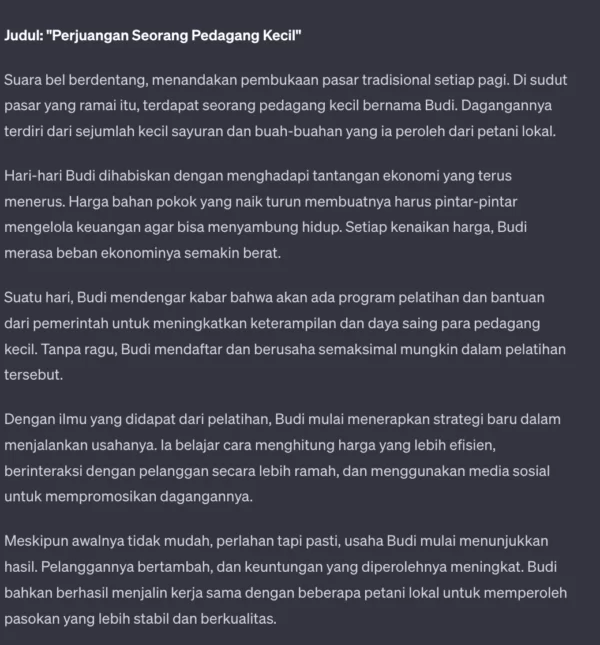 Judul: "Perjuangan Seorang Pedagang Kecil"
Suara bel berdentang, menandakan pembukaan pasar tradisional setiap pagi. Di sudut
pasar yang ramai itu, terdapat seorang pedagang kecil bernama Budi. Dagangannya
terdiri dari sejumlah kecil sayuran dan buah-buahan yang ia peroleh dari petani lokal.
Hari-hari Budi dihabiskan dengan menghadapi tantangan ekonomi yang terus
menerus. Harga bahan pokok yang naik turun membuatnya harus pintar-pintar
mengelola keuangan agar bisa menyambung hidup. Setiap kenaikan harga, Budi
merasa beban ekonominya semakin berat.
Suatu hari, Budi mendengar kabar bahwa akan ada program pelatihan dan bantuan
dari pemerintah untuk meningkatkan keterampilan dan daya saing para pedagang
kecil. Tanpa ragu, Budi mendaftar dan berusaha semaksimal mungkin dalam pelatihan
tersebut.
Dengan ilmu yang didapat dari pelatihan, Budi mulai menerapkan strategi baru dalam
menjalankan usahanya. Ia belajar cara menghitung harga yang lebih efisien,
berinteraksi dengan pelanggan secara lebih ramah, dan menggunakan media sosial
untuk mempromosikan dagangannya.
Meskipun awalnya tidak mudah, perlahan tapi pasti, usaha Budi mulai menunjukkan
hasil. Pelanggannya bertambah, dan keuntungan yang diperolehnya meningkat. Budi
bahkan berhasil menjalin kerja sama dengan beberapa petani lokal untuk memperoleh
pasokan yang lebih stabil dan berkualitas.